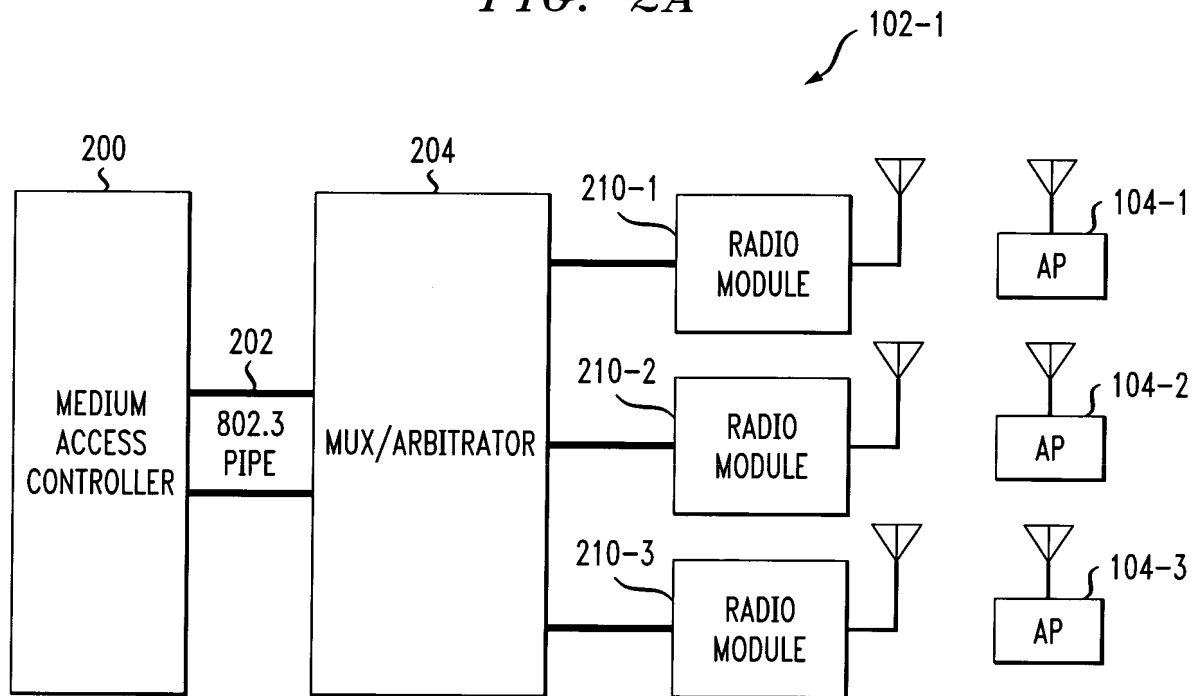 FIG. 2A
102-1
200
204
210-1
RADIO
MODULE
104-1
AP
202
802.3
PIPE
MEDIUM
ACCESS
CONTROLLER
MUX/ARBITRATOR
210-2
RADIO
MODULE
104-2
AP
210-3
RADIO
MODULE
104-3
AP